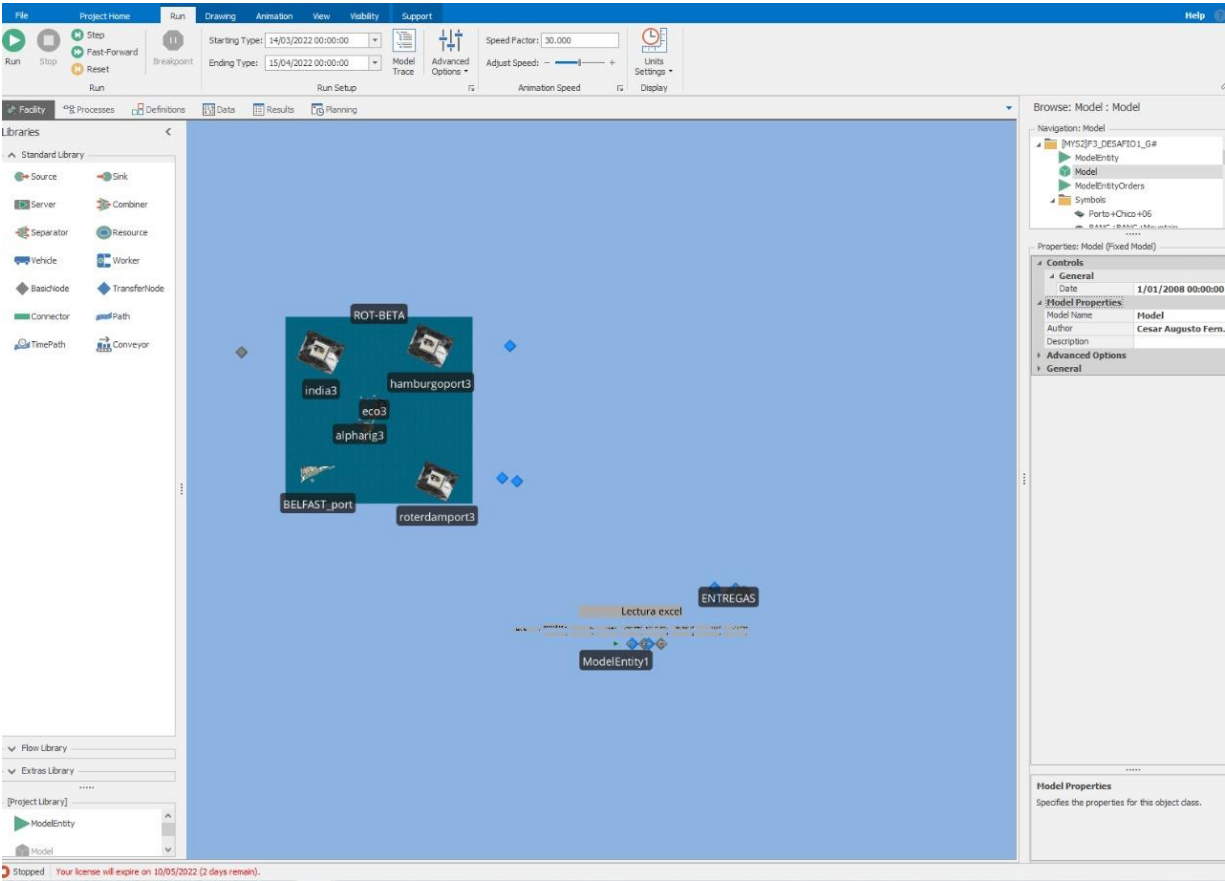 File Project Home Run Drawing Animation View Visibility Support Help
Run
Stop
Step
Fast-Forward
Reset
Breakpoint
Run
Starting Type: 14/03/2022 00:00:00
Ending Type: 15/04/2022 00:00:00
Run Setup
Model Trace
Advanced Options
Speed Factor: 30.000
Adjust Speed: − +
Animation Speed
Units Settings
Display
Facility Processes Definitions Data Results Planning
Libraries
Standard Library
Source Sink
Server Combiner
Separator Resource
Vehicle Worker
BasicNode TransferNode
Connector Path
TimePath Conveyor
Flow Library
Extras Library
[Project Library]
ModelEntity
Model
ROT-BETA
india3
hamburgoport3
eco3
alpharig3
BELFAST_port
roterdamport3
ENTREGAS
Lectura excel
ModelEntity1
Browse: Model : Model
Navigation: Model
[MYS2]F3_DESAFIO1_G#
ModelEntity
Model
ModelEntityOrders
Symbols
Porto+Chico+06
Properties: Model (Fixed Model)
Controls
General
Date 1/01/2008 00:00:00
Model Properties
Model Name Model
Author Cesar Augusto Fern.
Description
Advanced Options
General
Model Properties
Specifies the properties for this object class.
Stopped Your license will expire on 10/05/2022 (2 days remain).